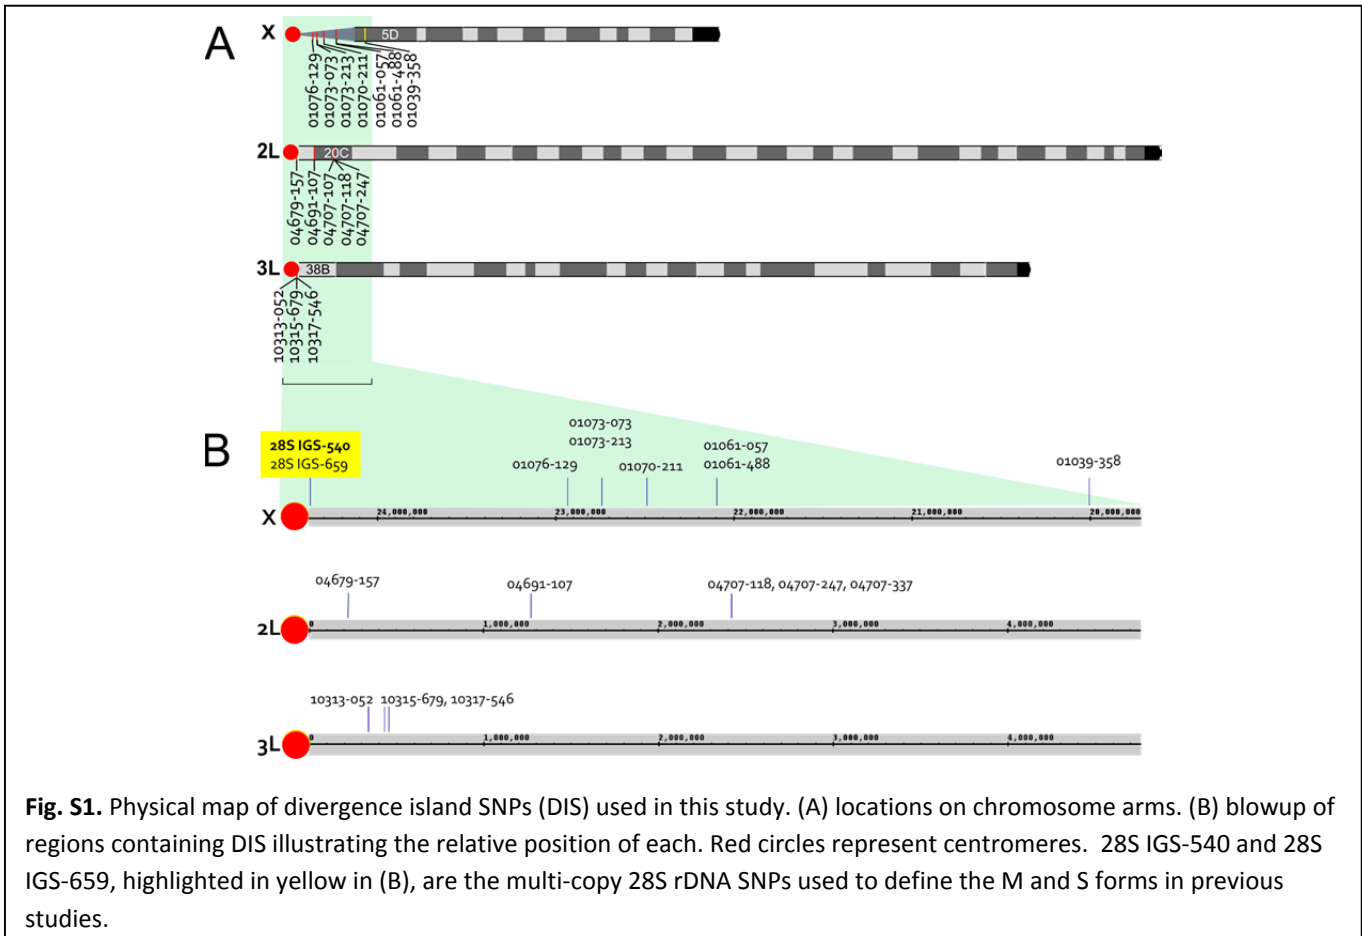 A
X
5D
01076-129
01073-073
01073-213
01070-211
01061-057
01061-488
01039-358
2L
20C
04679-157
04691-107
04707-107
04707-118
04707-247
3L
38B
10313-052
10315-679
10317-546
B
28S IGS-540
28S IGS-659
01076-129
01073-073
01073-213
01070-211
01061-057
01061-488
01039-358
X
24,000,000 23,000,000 22,000,000 21,000,000 20,000,000
04679-157
04691-107
04707-118, 04707-247, 04707-337
2L
0 1,000,000 2,000,000 3,000,000 4,000,000
10313-052 10315-679, 10317-546
3L
0 1,000,000 2,000,000 3,000,000 4,000,000
Fig. S1. Physical map of divergence island SNPs (DIS) used in this study. (A) locations on chromosome arms. (B) blowup of
regions containing DIS illustrating the relative position of each. Red circles represent centromeres. 28S IGS-540 and 28S
IGS-659, highlighted in yellow in (B), are the multi-copy 28S rDNA SNPs used to define the M and S forms in previous
studies.